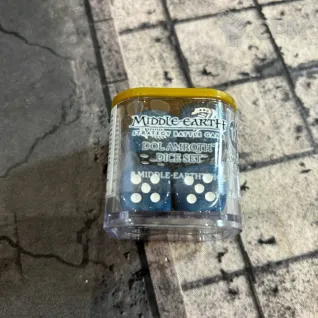 MIDDLE-EARTH
STRATEGY BATTLE GAME
DOL AMROTH
DICE SET
MIDDLE-EARTH